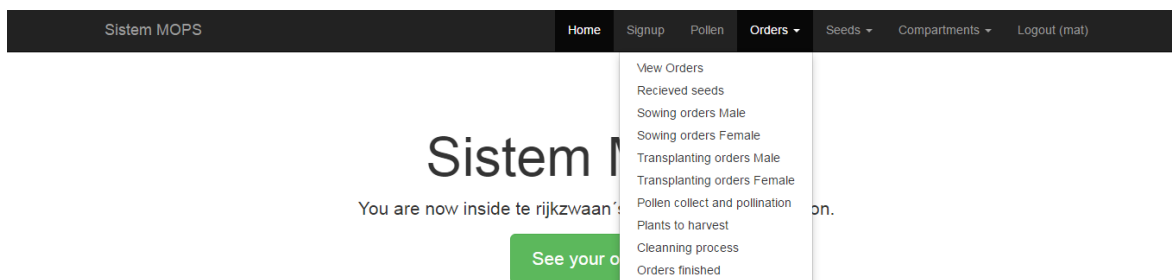 Sistem MOPS
Home Signup Pollen Orders Seeds Compartments Logout (mat)
View Orders
Recieved seeds
Sowing orders Male
Sowing orders Female
Transplanting orders Male
Transplanting orders Female
Pollen collect and pollination
Plants to harvest
Cleanning process
Orders finished
Sistem
You are now inside te rijkzwaan´s
See your